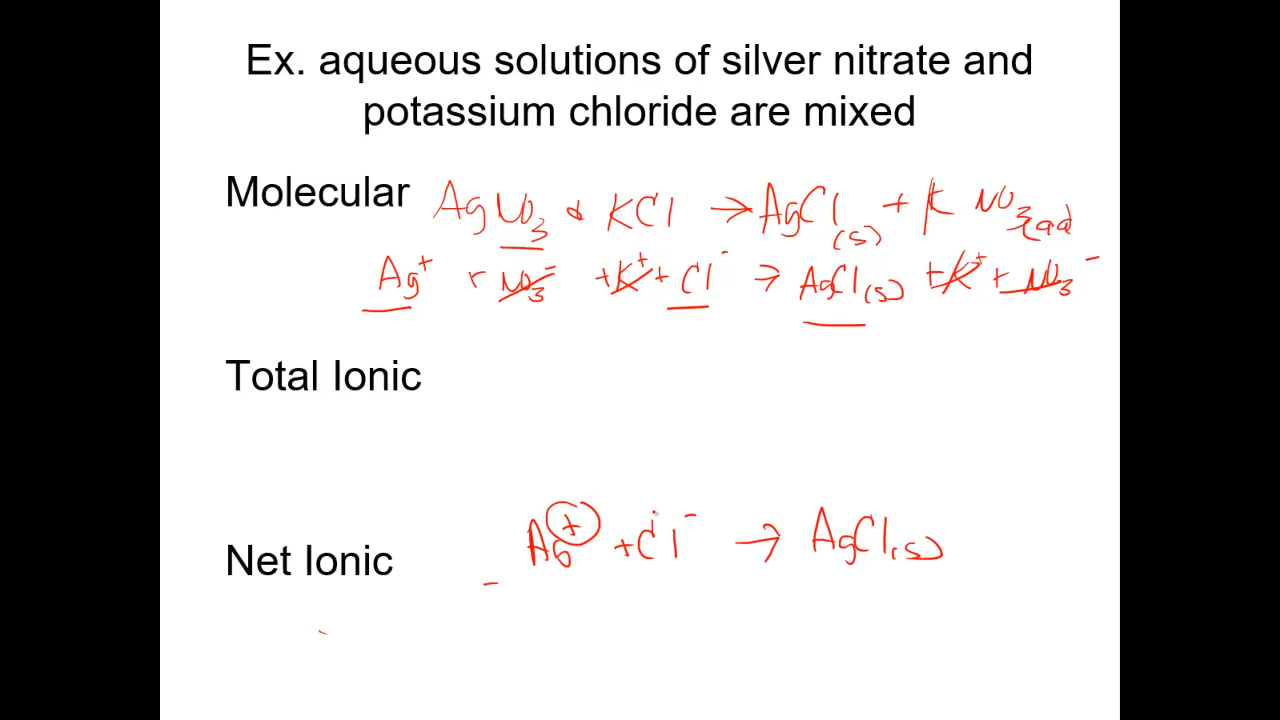 Ex. aqueous solutions of silver nitrate and
potassium chloride are mixed
Molecular AgNO₃ + KCl → AgCl(s) + K NO₃(aq)
Ag⁺ + NO₃⁻ + K⁺ + Cl⁻ → AgCl(s) + K⁺ + NO₃⁻
Total Ionic
Net Ionic Ag⁺ + Cl⁻ → AgCl(s)